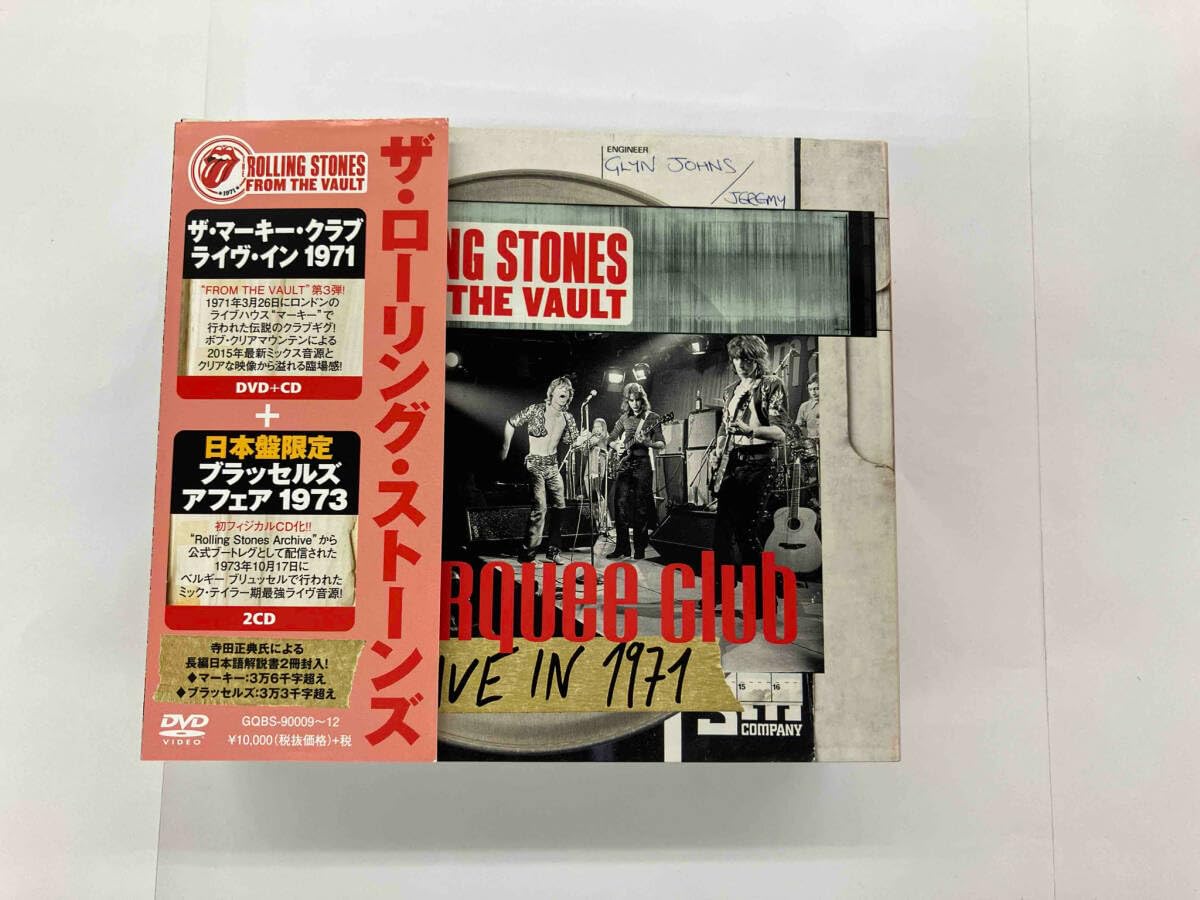 ROLLING STONES
FROM THE VAULT
1971
ザ・マーキー・クラブ
ライヴ・イン 1971
"FROM THE VAULT"第3弾!
1971年3月26日にロンドンの
ライブハウス"マーキー"で
行われた伝説のクラブギグ!
ボブ・クリアマウンテンによる
2015年最新ミックス音源と
クリアな映像から溢れる臨場感!
DVD+CD
+
日本盤限定
ブラッセルズ
アフェア 1973
初フィジカルCD化!!
"Rolling Stones Archive"から
公式ブートレグとして配信された
1973年10月17日に
ベルギー ブリュッセルで行われた
ミック・テイラー期最強ライヴ音源!
2CD
寺田正典氏による
長編日本語解説書2冊封入!
◆マーキー:3万6千字超え
◆ブラッセルズ:3万3千字超え
DVD
VIDEO
GQBS-90009~12
¥10,000(税抜価格)+税
ザ・ローリング・ストーンズ
ENGINEER
GLYN JOHNS/
JEREMY
NG STONES
THE VAULT
rquee club
IVE IN 1971
15 16
COMPANY